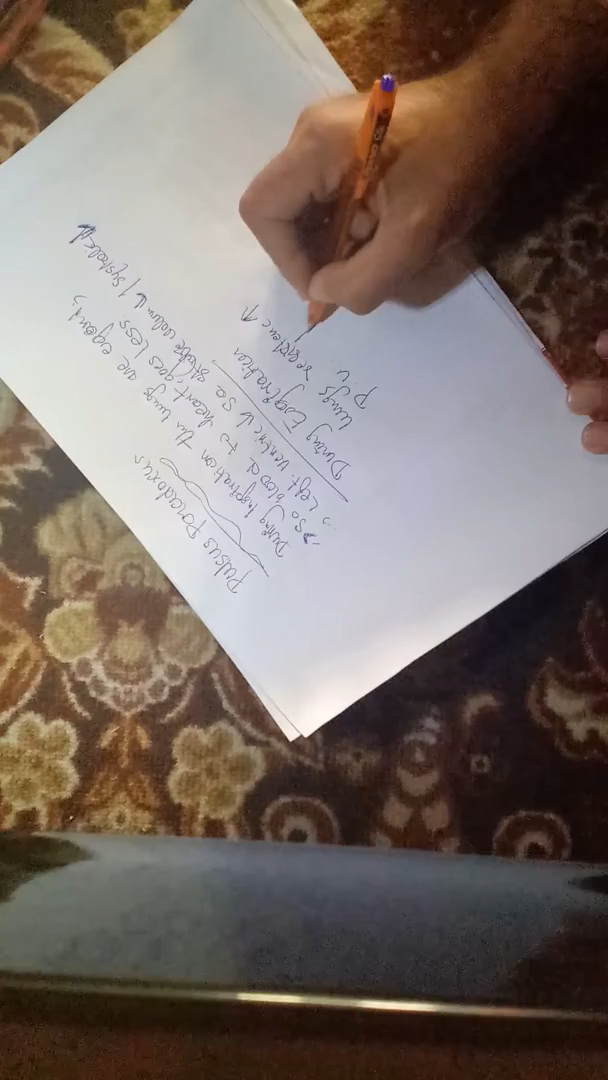 Pulsus Paradoxus
During Inspiration the lungs are expand :)
→ So blood to heart goes less.
:) Left ventricle so stroke volum ↓ / systolic ↓
During Expiration
lungs
P.